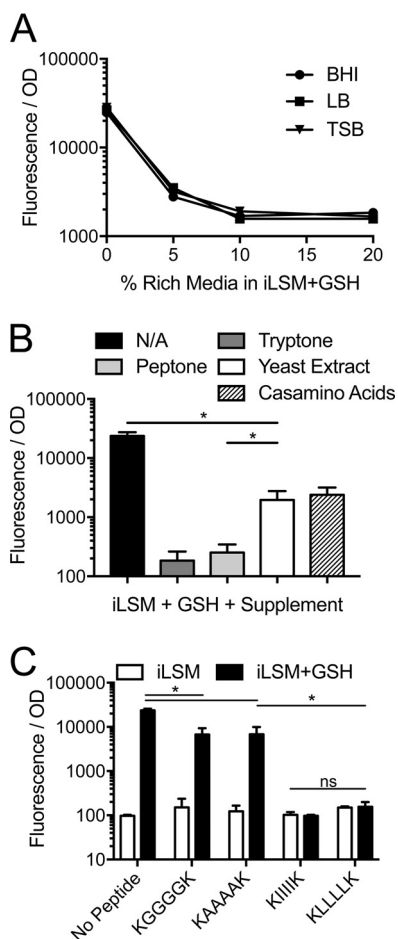 A
Fluorescence / OD
100000
10000
1000
BHI
LB
TSB
0 5 10 15 20
% Rich Media in iLSM+GSH
B
N/A Tryptone
Peptone Yeast Extract
Casamino Acids
Fluorescence / OD
100000
10000
1000
100
*
*
iLSM + GSH + Supplement
C
iLSM iLSM+GSH
Fluorescence / OD
100000
10000
1000
100
10
*
*
ns
No Peptide
KGGGGK
KAAAAK
KIIIIK
KLLLLK